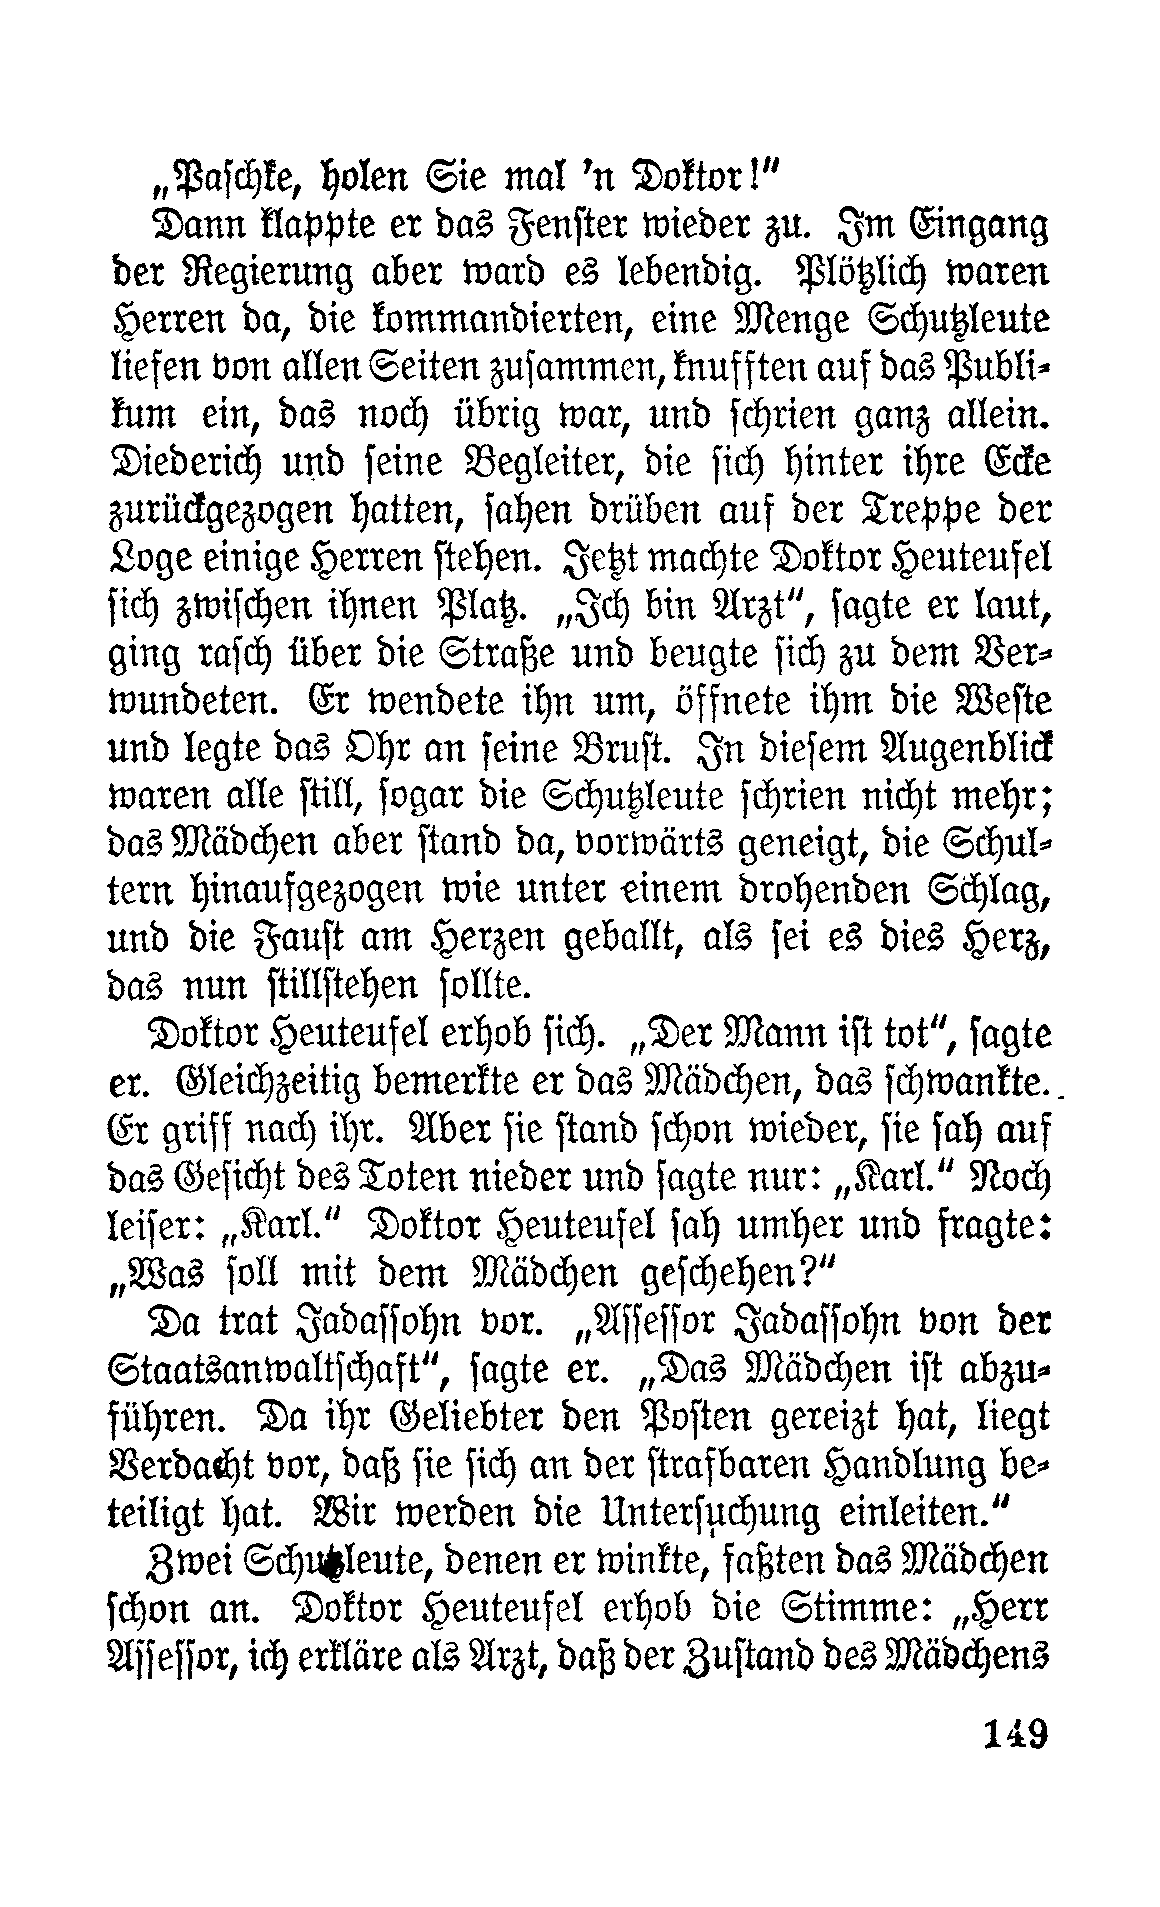 „Paschke, holen Sie mal 'n Doktor!“
Dann klappte er das Fenster wieder zu. Im Eingang
der Regierung aber ward es lebendig. Plötzlich waren
Herren da, die kommandierten, eine Menge Schutzleute
liefen von allen Seiten zusammen, knufften auf das Publi-
kum ein, das noch übrig war, und schrien ganz allein.
Diederich und seine Begleiter, die sich hinter ihre Ecke
zurückgezogen hatten, sahen drüben auf der Treppe der
Loge einige Herren stehen. Jetzt machte Doktor Heuteufel
sich zwischen ihnen Platz. „Ich bin Arzt“, sagte er laut,
ging rasch über die Straße und beugte sich zu dem Ver-
wundeten. Er wendete ihn um, öffnete ihm die Weste
und legte das Ohr an seine Brust. In diesem Augenblick
waren alle still, sogar die Schutzleute schrien nicht mehr;
das Mädchen aber stand da, vorwärts geneigt, die Schul-
tern hinaufgezogen wie unter einem drohenden Schlag,
und die Faust am Herzen geballt, als sei es dies Herz,
das nun stillstehen sollte.
Doktor Heuteufel erhob sich. „Der Mann ist tot“, sagte
er. Gleichzeitig bemerkte er das Mädchen, das schwankte.
Er griff nach ihr. Aber sie stand schon wieder, sie sah auf
das Gesicht des Toten nieder und sagte nur: „Karl.“ Noch
leiser: „Karl.“ Doktor Heuteufel sah umher und fragte:
„Was soll mit dem Mädchen geschehen?“
Da trat Jadassohn vor. „Assessor Jadassohn von der
Staatsanwaltschaft“, sagte er. „Das Mädchen ist abzu-
führen. Da ihr Geliebter den Posten gereizt hat, liegt
Verdacht vor, daß sie sich an der strafbaren Handlung be-
teiligt hat. Wir werden die Untersuchung einleiten.“
Zwei Schutzleute, denen er winkte, faßten das Mädchen
schon an. Doktor Heuteufel erhob die Stimme: „Herr
Assessor, ich erkläre als Arzt, daß der Zustand des Mädchens
149